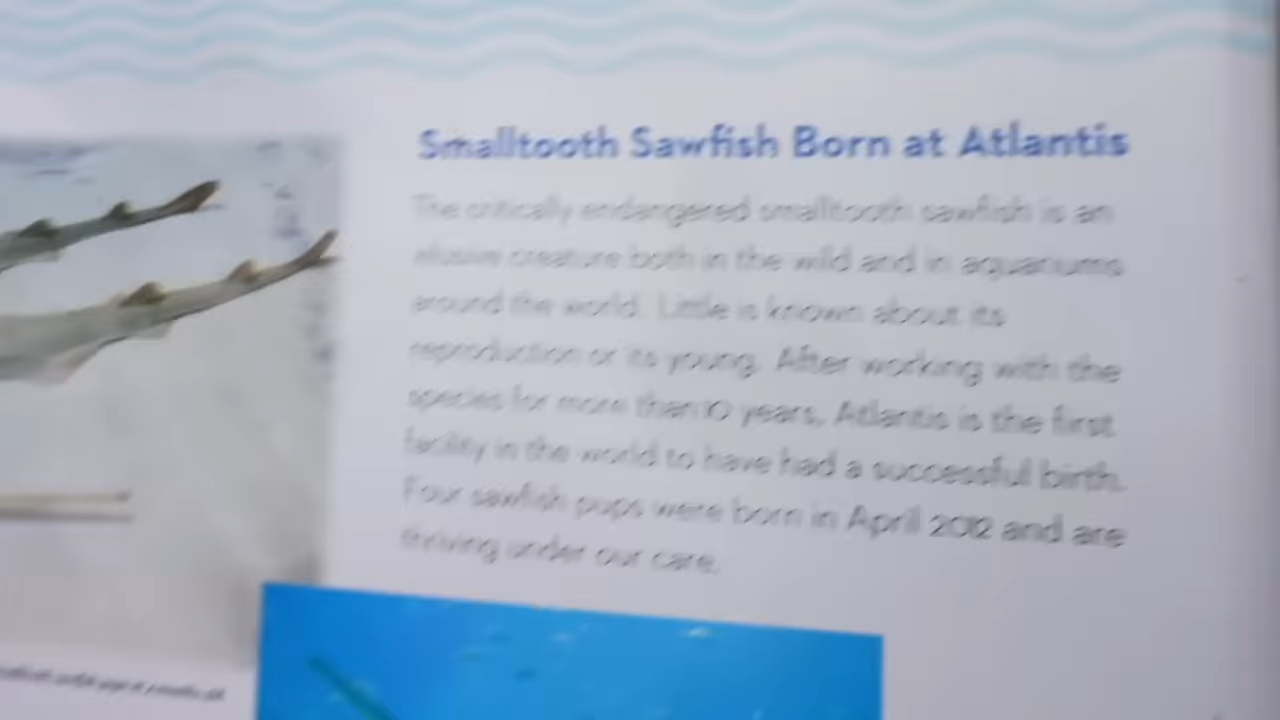 Smalltooth Sawfish Born at Atlantis
The critically endangered smalltooth sawfish is an
elusive creature both in the wild and in aquariums
around the world. Little is known about its
reproduction or its young. After working with the
species for more than 10 years, Atlantis is the first
facility in the world to have had a successful birth.
Four sawfish pups were born in April 2012 and are
thriving under our care.